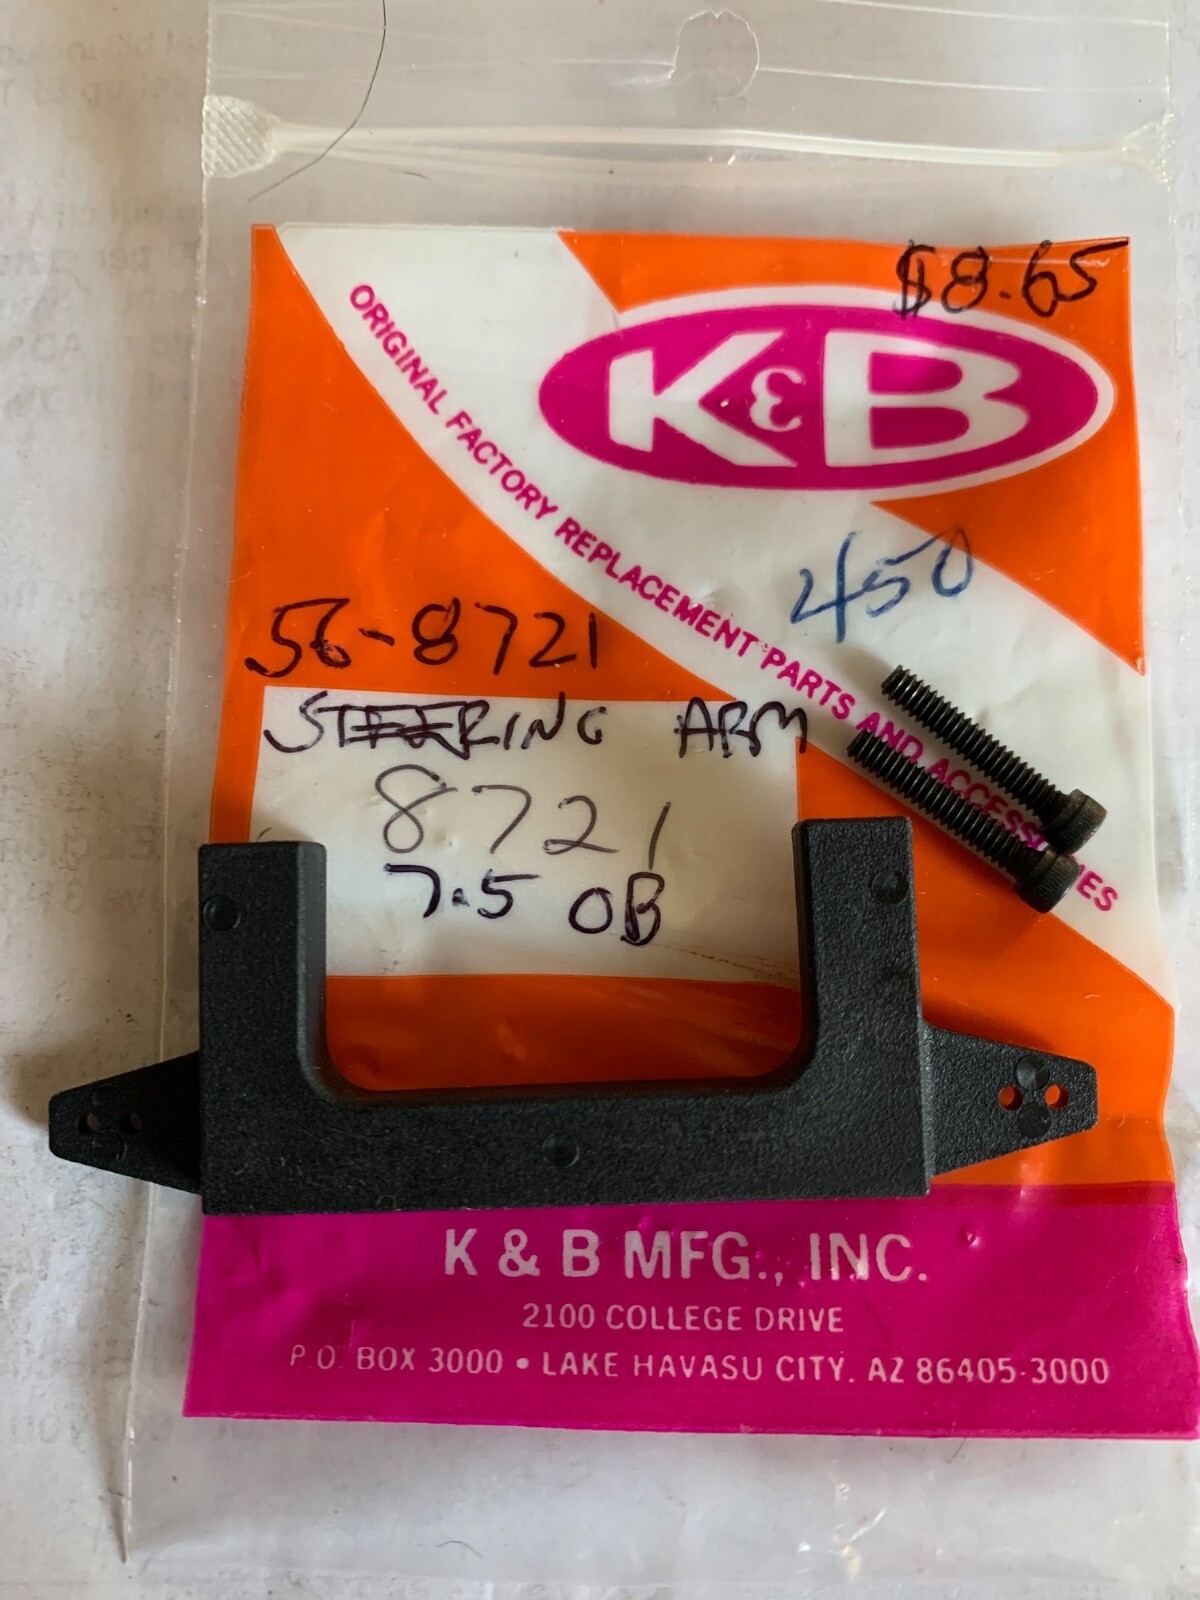 $8.65
K&B
ORIGINAL FACTORY REPLACEMENT PARTS AND ACCESSORIES
450
56-8721
STEERING ARM
8721
7.5 OB
K & B MFG., INC.
2100 COLLEGE DRIVE
P.O. BOX 3000 • LAKE HAVASU CITY. AZ 86405-3000